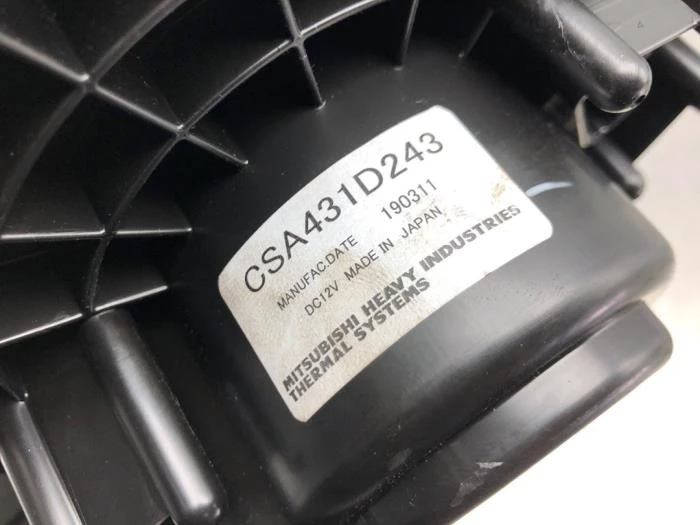 CSA431D243
MANUFAC.DATE 190311
DC12V MADE IN JAPAN
MITSUBISHI HEAVY INDUSTRIES
THERMAL SYSTEMS